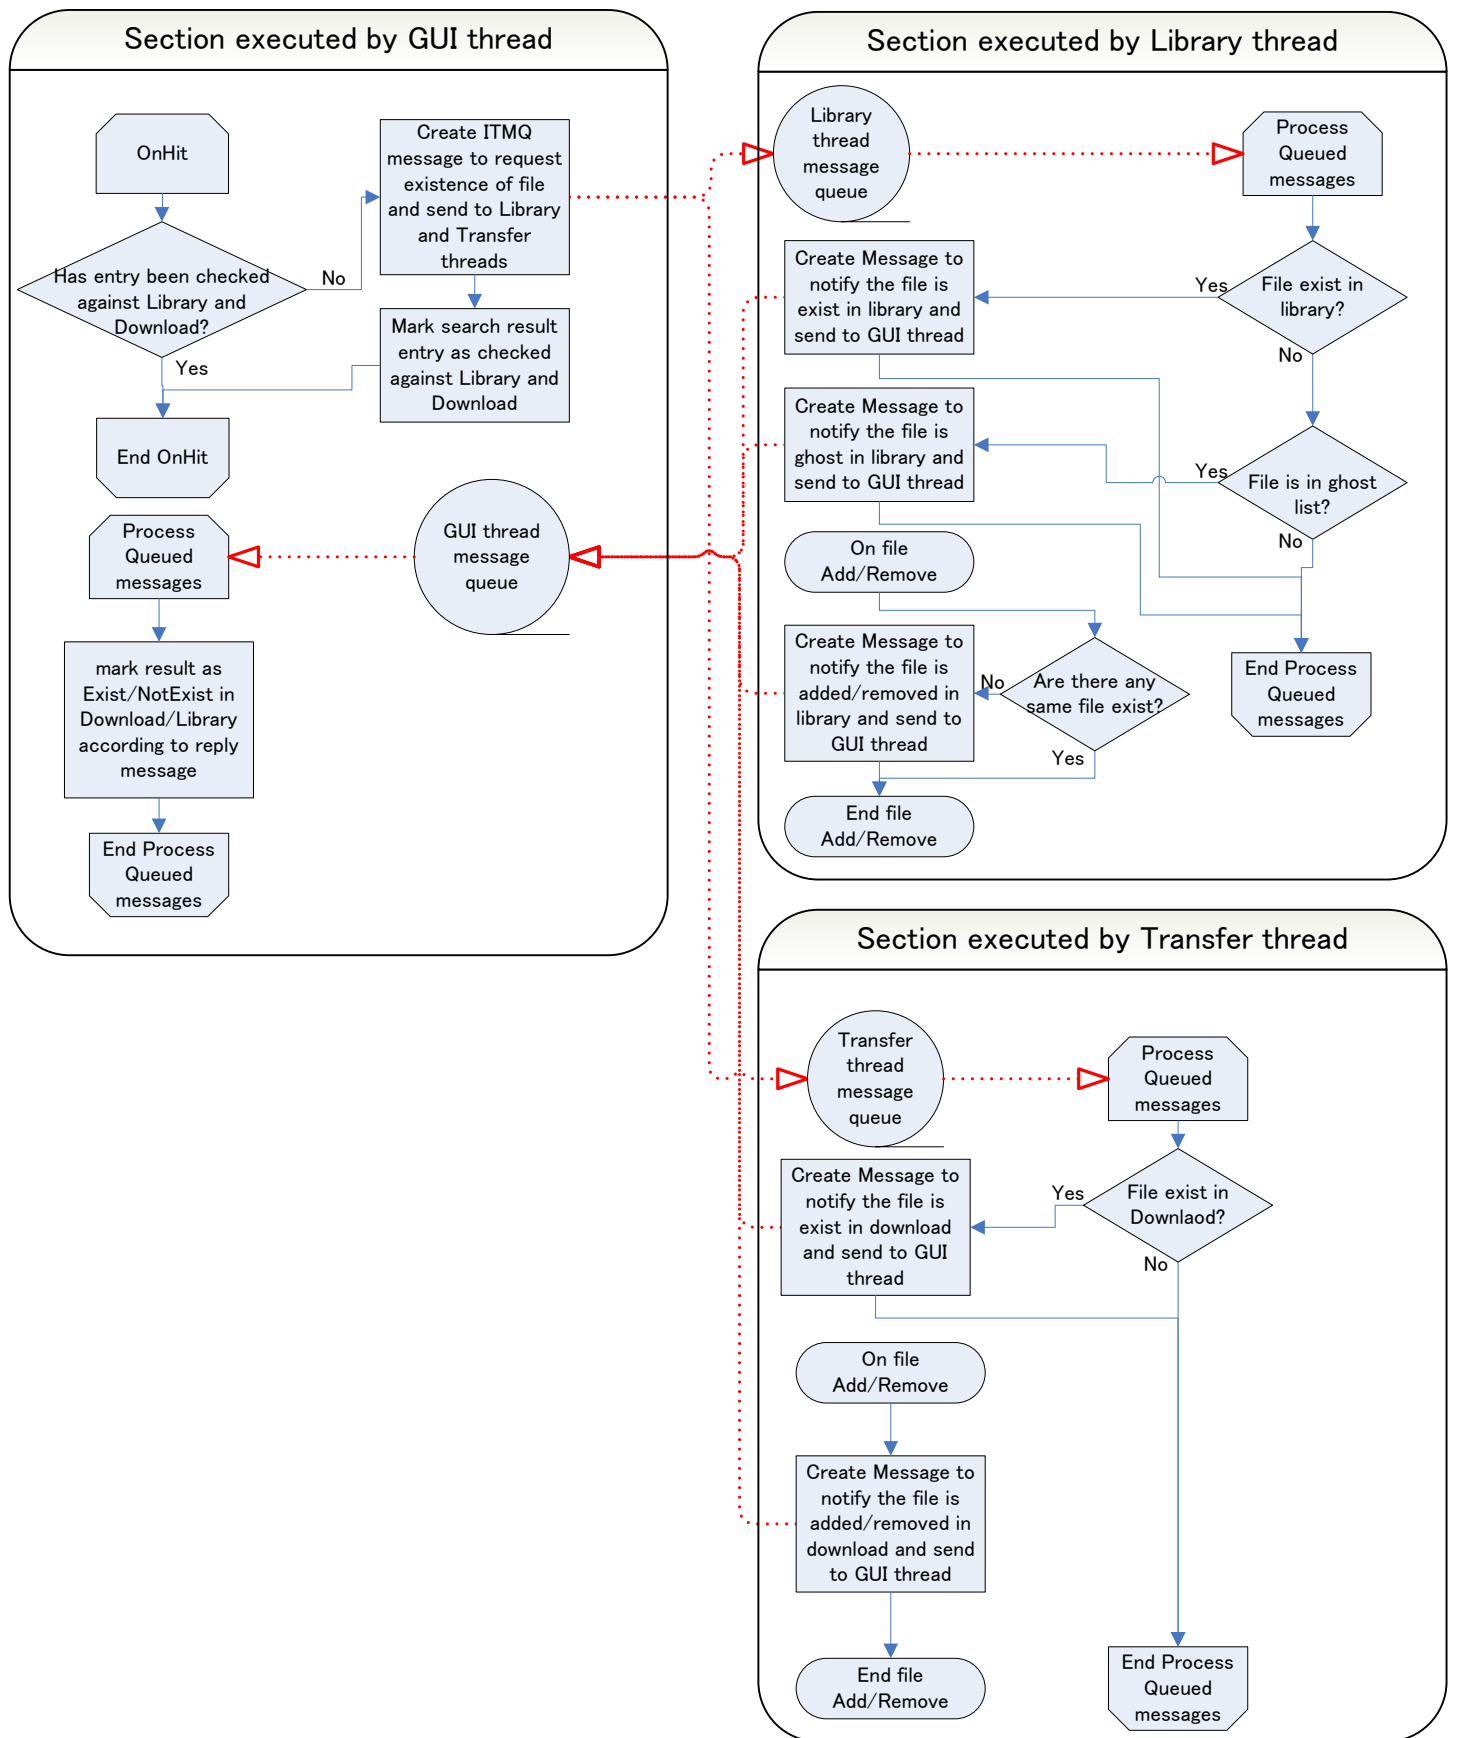 Section executed by GUI thread
OnHit
Create ITMQ
message to request
existence of file
and send to Library
and Transfer
threads
Has entry been checked
against Library and
Download?
No
Yes
Mark search result
entry as checked
against Library and
Download
End OnHit
GUI thread
message
queue
Process
Queued
messages
mark result as
Exist/NotExist in
Download/Library
according to reply
message
End Process
Queued
messages
Section executed by Library thread
Library
thread
message
queue
Process
Queued
messages
Create Message to
notify the file is
exist in library and
send to GUI thread
Yes
File exist in
library?
No
Create Message to
notify the file is
ghost in library and
send to GUI thread
Yes
File is in ghost
list?
No
On file
Add/Remove
Create Message to
notify the file is
added/removed in
library and send to
GUI thread
No
Are there any
same file exist?
Yes
End Process
Queued
messages
End file
Add/Remove
Section executed by Transfer thread
Transfer
thread
message
queue
Process
Queued
messages
Create Message to
notify the file is
exist in download
and send to GUI
thread
Yes
File exist in
Downlaod?
No
On file
Add/Remove
Create Message to
notify the file is
added/removed in
download and send
to GUI thread
End file
Add/Remove
End Process
Queued
messages